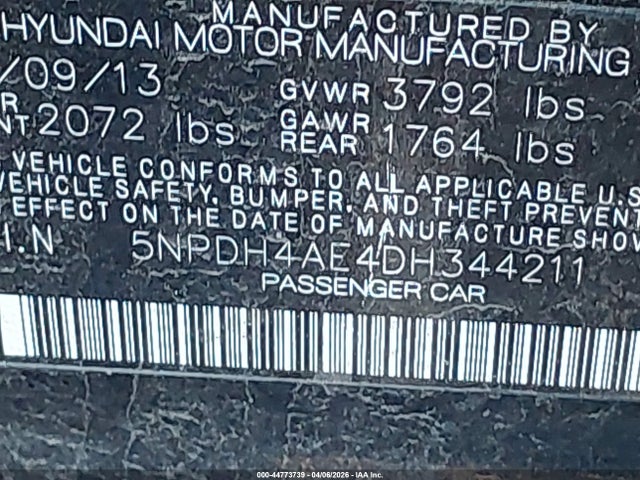 MANUFACTURED BY
HYUNDAI MOTOR MANUFACTURING
/09/13 GVWR 3792 lbs
R GAWR
NT 2072 lbs REAR 1764 lbs
VEHICLE CONFORMS TO ALL APPLICABLE U.S
VEHICLE SAFETY, BUMPER, AND THEFT PREVEN
EFFECT ON THE DATE OF MANUFACTURE SHOW
I.N 5NPDH4AE4DH344211
PASSENGER CAR
000-44773739 - 04/06/2026 - IAA Inc.